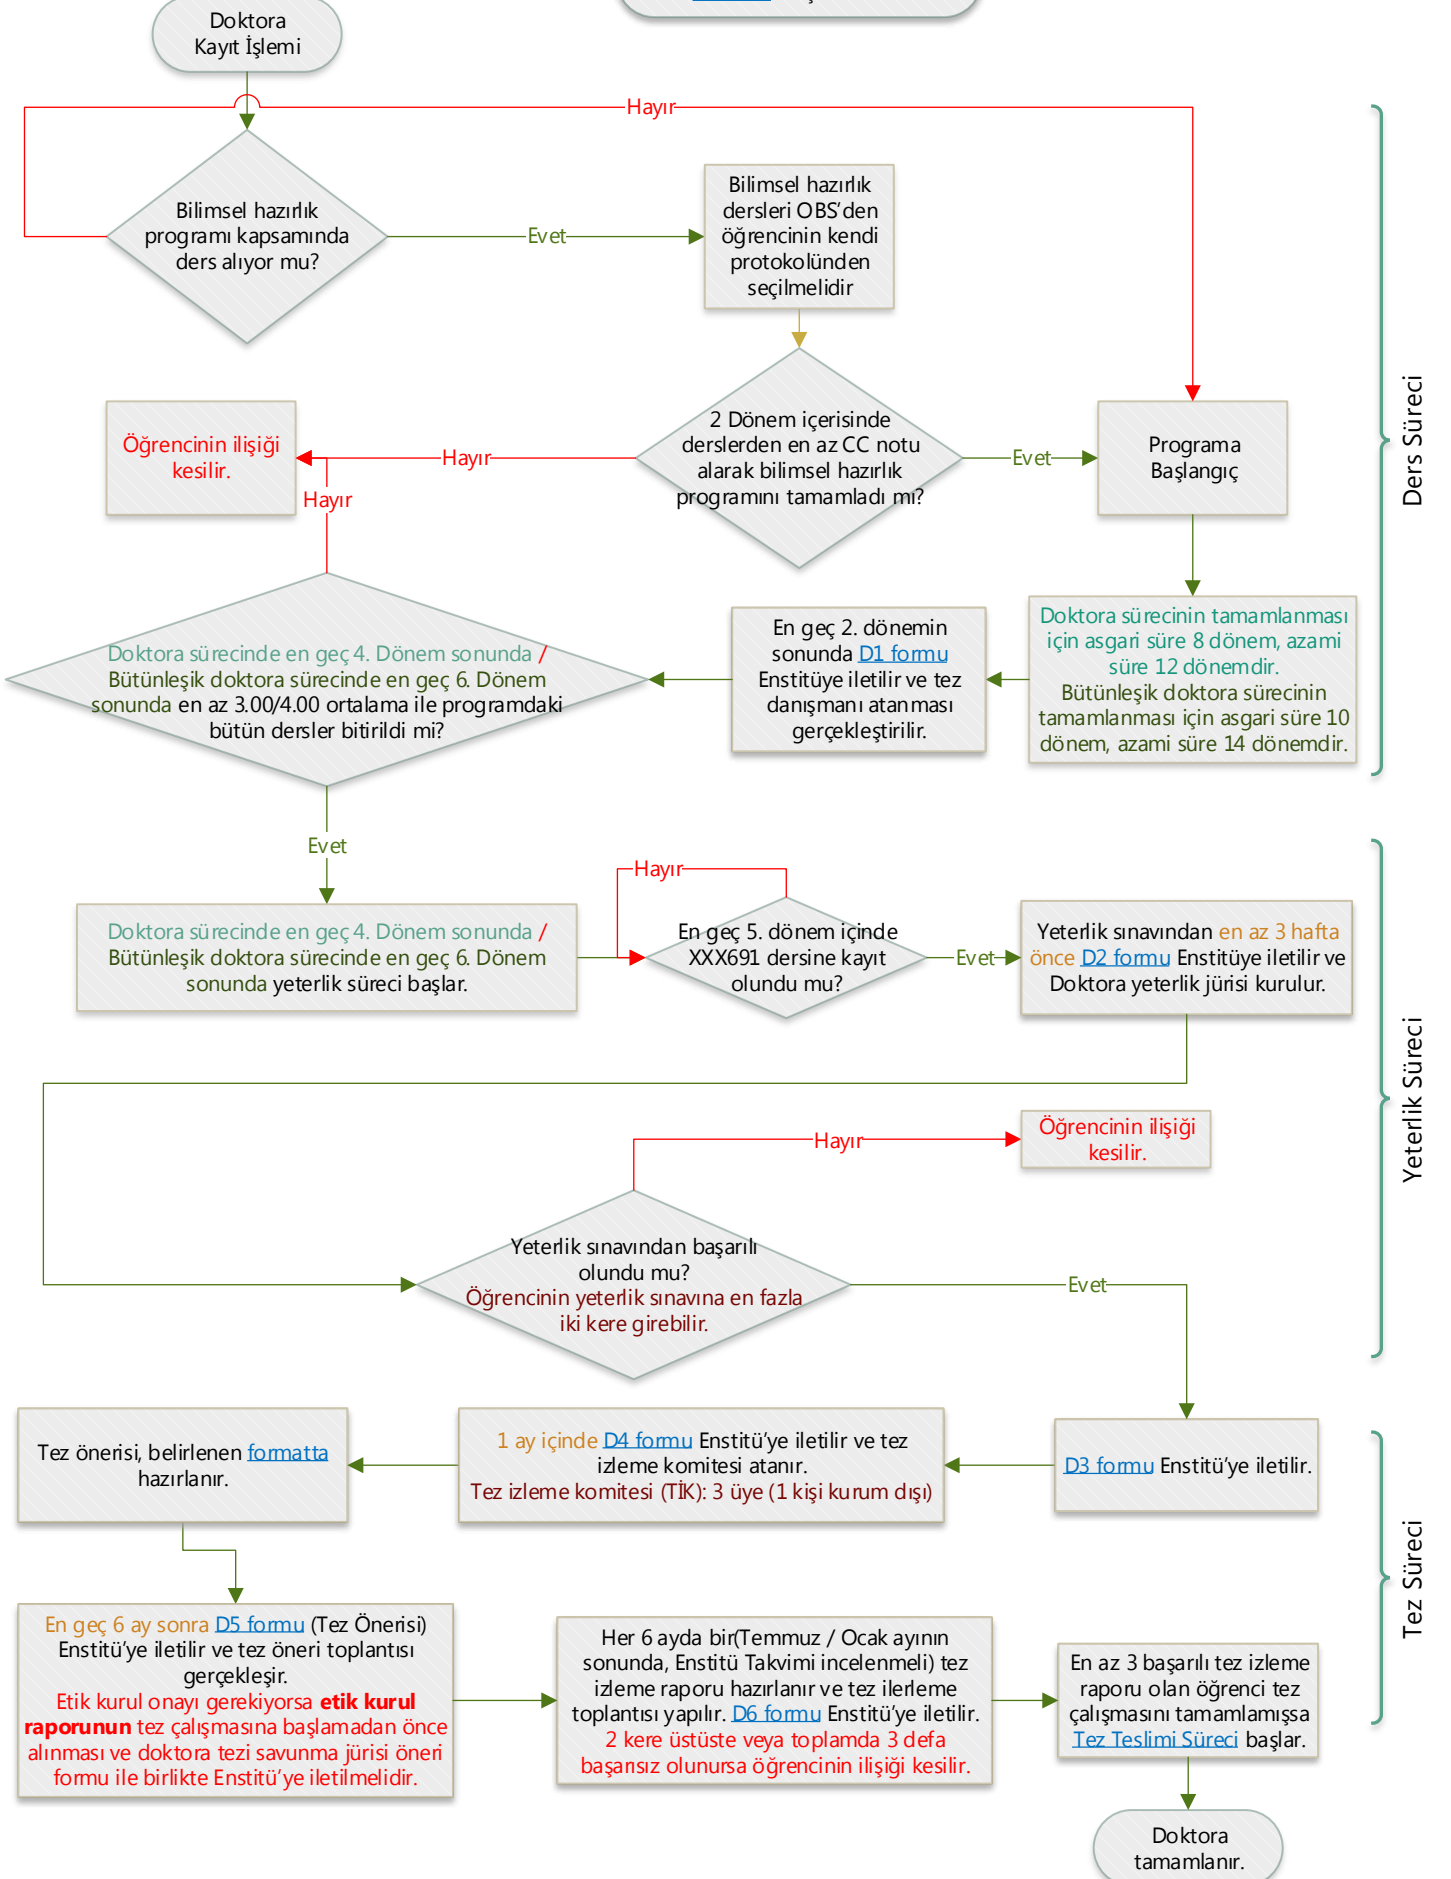 Doktora
Kayıt İşlemi
Hayır
Bilimsel hazırlık
programı kapsamında
ders alıyor mu?
Evet
Bilimsel hazırlık
dersleri OBS'den
öğrencinin kendi
protokolünden
seçilmelidir
Öğrencinin ilişiği
kesilir.
Hayır
Hayır
2 Dönem içerisinde
derslerden en az CC notu
alarak bilimsel hazırlık
programını tamamladı mı?
Evet
Programa
Başlangıç
Ders Süreci
Doktora sürecinin tamamlanması
için asgari süre 8 dönem, azami
süre 12 dönemdir.
Bütünleşik doktora sürecinin
tamamlanması için asgari süre 10
dönem, azami süre 14 dönemdir.
En geç 2. dönemin
sonunda D1 formu
Enstitüye iletilir ve tez
danışmanı atanması
gerçekleştirilir.
Doktora sürecinde en geç 4. Dönem sonunda /
Bütünleşik doktora sürecinde en geç 6. Dönem
sonunda en az 3.00/4.00 ortalama ile programdaki
bütün dersler bitirildi mi?
Evet
Doktora sürecinde en geç 4. Dönem sonunda /
Bütünleşik doktora sürecinde en geç 6. Dönem
sonunda yeterlik süreci başlar.
Hayır
En geç 5. dönem içinde
XXX691 dersine kayıt
olundu mu?
Evet
Yeterlik sınavından en az 3 hafta
önce D2 formu Enstitüye iletilir ve
Doktora yeterlik jürisi kurulur.
Yeterlik Süreci
Hayır
Öğrencinin ilişiği
kesilir.
Yeterlik sınavından başarılı
olundu mu?
Öğrencinin yeterlik sınavına en fazla
iki kere girebilir.
Evet
D3 formu Enstitü'ye iletilir.
1 ay içinde D4 formu Enstitü'ye iletilir ve tez
izleme komitesi atanır.
Tez izleme komitesi (TİK): 3 üye (1 kişi kurum dışı)
Tez önerisi, belirlenen formatta
hazırlanır.
Tez Süreci
En geç 6 ay sonra D5 formu (Tez Önerisi)
Enstitü'ye iletilir ve tez öneri toplantısı
gerçekleşir.
Etik kurul onayı gerekiyorsa etik kurul
raporunun tez çalışmasına başlamadan önce
alınması ve doktora tezi savunma jürisi öneri
formu ile birlikte Enstitü'ye iletilmelidir.
Her 6 ayda bir(Temmuz / Ocak ayının
sonunda, Enstitü Takvimi incelenmeli) tez
izleme raporu hazırlanır ve tez ilerleme
toplantısı yapılır. D6 formu Enstitü'ye iletilir.
2 kere üstüste veya toplamda 3 defa
başarısız olunursa öğrencinin ilişiği kesilir.
En az 3 başarılı tez izleme
raporu olan öğrenci tez
çalışmasını tamamlamışsa
Tez Teslimi Süreci başlar.
Doktora
tamamlanır.